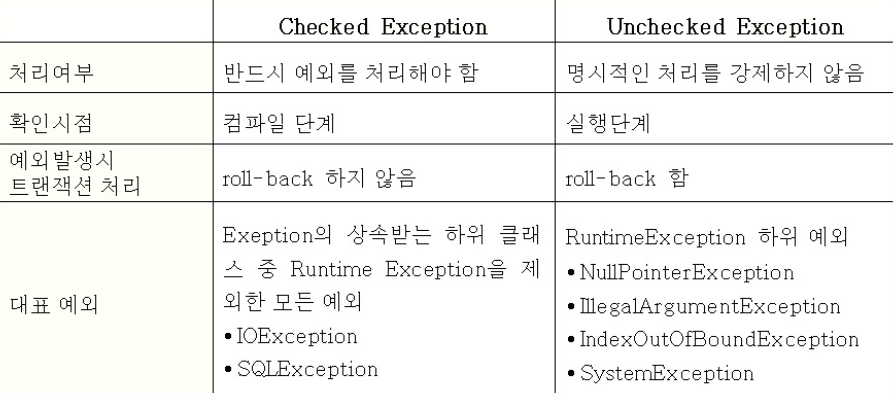 Checked Exception
Unchecked Exception
처리여부
반드시 예외를 처리해야 함
명시적인 처리를 강제하지 않음
확인시점
컴파일 단계
실행단계
예외발생시
트랜잭션 처리
roll-back 하지 않음
roll-back 함
대표 예외
Exeption의 상속받는 하위 클래
스 중 Runtime Exception을 제
외한 모든 예외
•IOException
•SQLException
RuntimeException 하위 예외
•NullPointerException
•IllegalArgumentException
•IndexOutOfBoundException
•SystemException